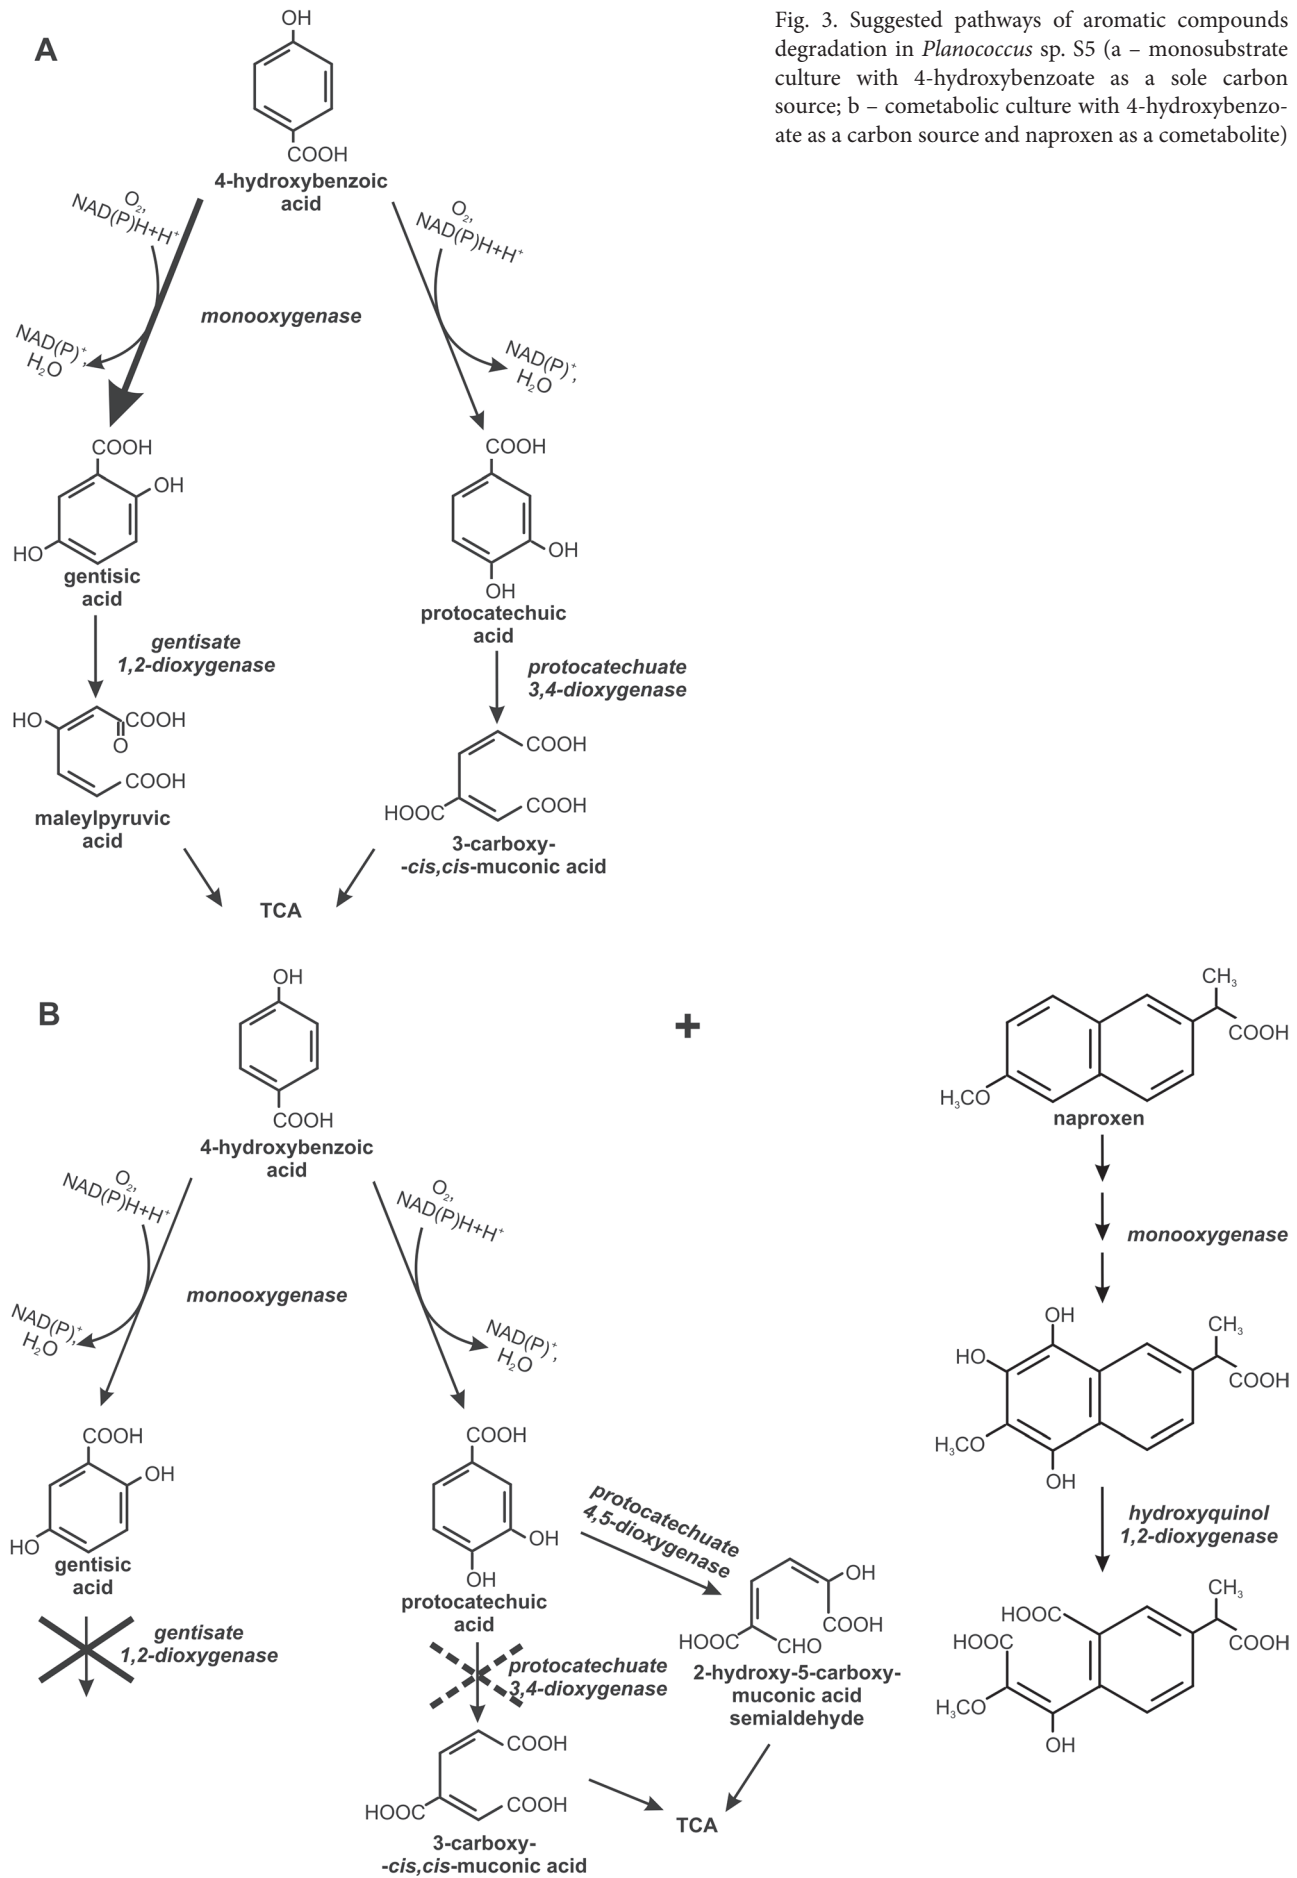 Fig. 3. Suggested pathways of aromatic compounds
degradation in Planococcus sp. S5 (a – monosubstrate
culture with 4-hydroxybenzoate as a sole carbon
source; b – cometabolic culture with 4-hydroxybenzo-
ate as a carbon source and naproxen as a cometabolite)
A
OH
COOH
4-hydroxybenzoic
acid
O₂,
NAD(P)H+H⁺
O₂,
NAD(P)H+H⁺
monooxygenase
NAD(P)⁺,
H₂O
NAD(P)⁺,
H₂O
COOH
OH
HO
gentisic
acid
COOH
OH
OH
protocatechuic
acid
gentisate
1,2-dioxygenase
protocatechuate
3,4-dioxygenase
HO
COOH
O
COOH
maleylpyruvic
acid
COOH
HOOC
COOH
3-carboxy-
-cis,cis-muconic acid
TCA
B
OH
COOH
4-hydroxybenzoic
acid
+
CH₃
COOH
H₃CO
naproxen
O₂,
NAD(P)H+H⁺
O₂,
NAD(P)H+H⁺
monooxygenase
monooxygenase
NAD(P)⁺,
H₂O
NAD(P)⁺,
H₂O
OH
HO
CH₃
COOH
H₃CO
OH
COOH
OH
HO
gentisic
acid
COOH
OH
OH
protocatechuic
acid
protocatechuate
4,5-dioxygenase
hydroxyquinol
1,2-dioxygenase
gentisate
1,2-dioxygenase
protocatechuate
3,4-dioxygenase
OH
COOH
HOOC
CHO
2-hydroxy-5-carboxy-
muconic acid
semialdehyde
HOOC
HOOC
CH₃
COOH
H₃CO
OH
COOH
HOOC
COOH
3-carboxy-
-cis,cis-muconic acid
TCA